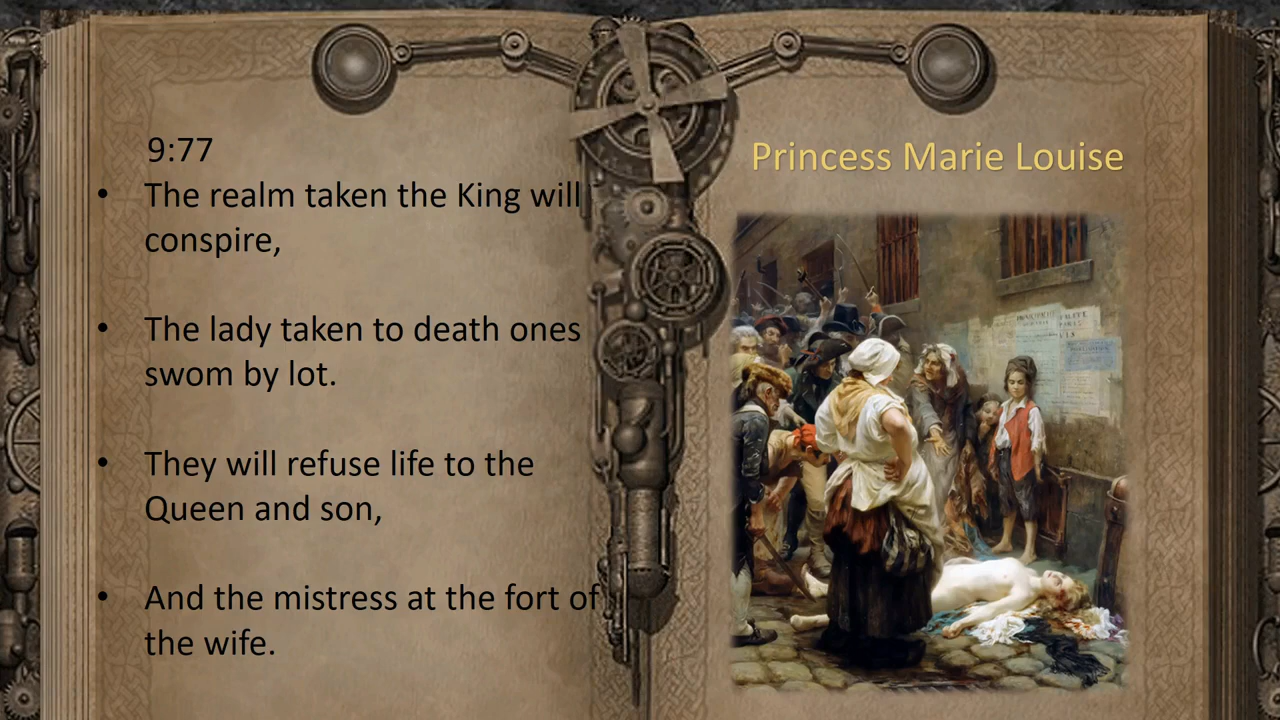 9:77
• The realm taken the King will
conspire,
• The lady taken to death ones
swom by lot.
• They will refuse life to the
Queen and son,
• And the mistress at the fort of
the wife.
Princess Marie Louise